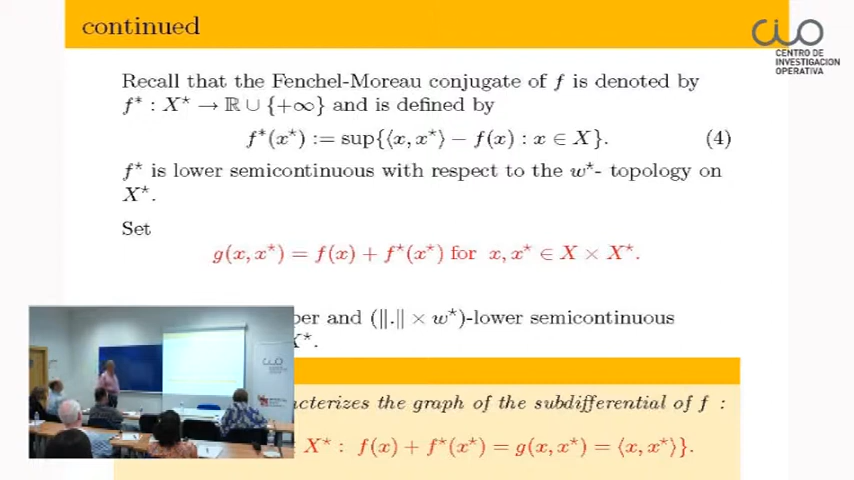 continued
CIO
CENTRO DE
INVESTIGACION
OPERATIVA
Recall that the Fenchel-Moreau conjugate of f is denoted by
f* : X* → ℝ ∪ {+∞} and is defined by
f*(x*) := sup{⟨x, x*⟩ − f(x) : x ∈ X}. (4)
f* is lower semicontinuous with respect to the w*- topology on
X*.
Set
g(x, x*) = f(x) + f*(x*) for x, x* ∈ X × X*.
and (‖.‖ × w*)-lower semicontinuous
X*.
the graph of the subdifferential of f :
X* : f(x) + f*(x*) = g(x, x*) = ⟨x, x*⟩}.